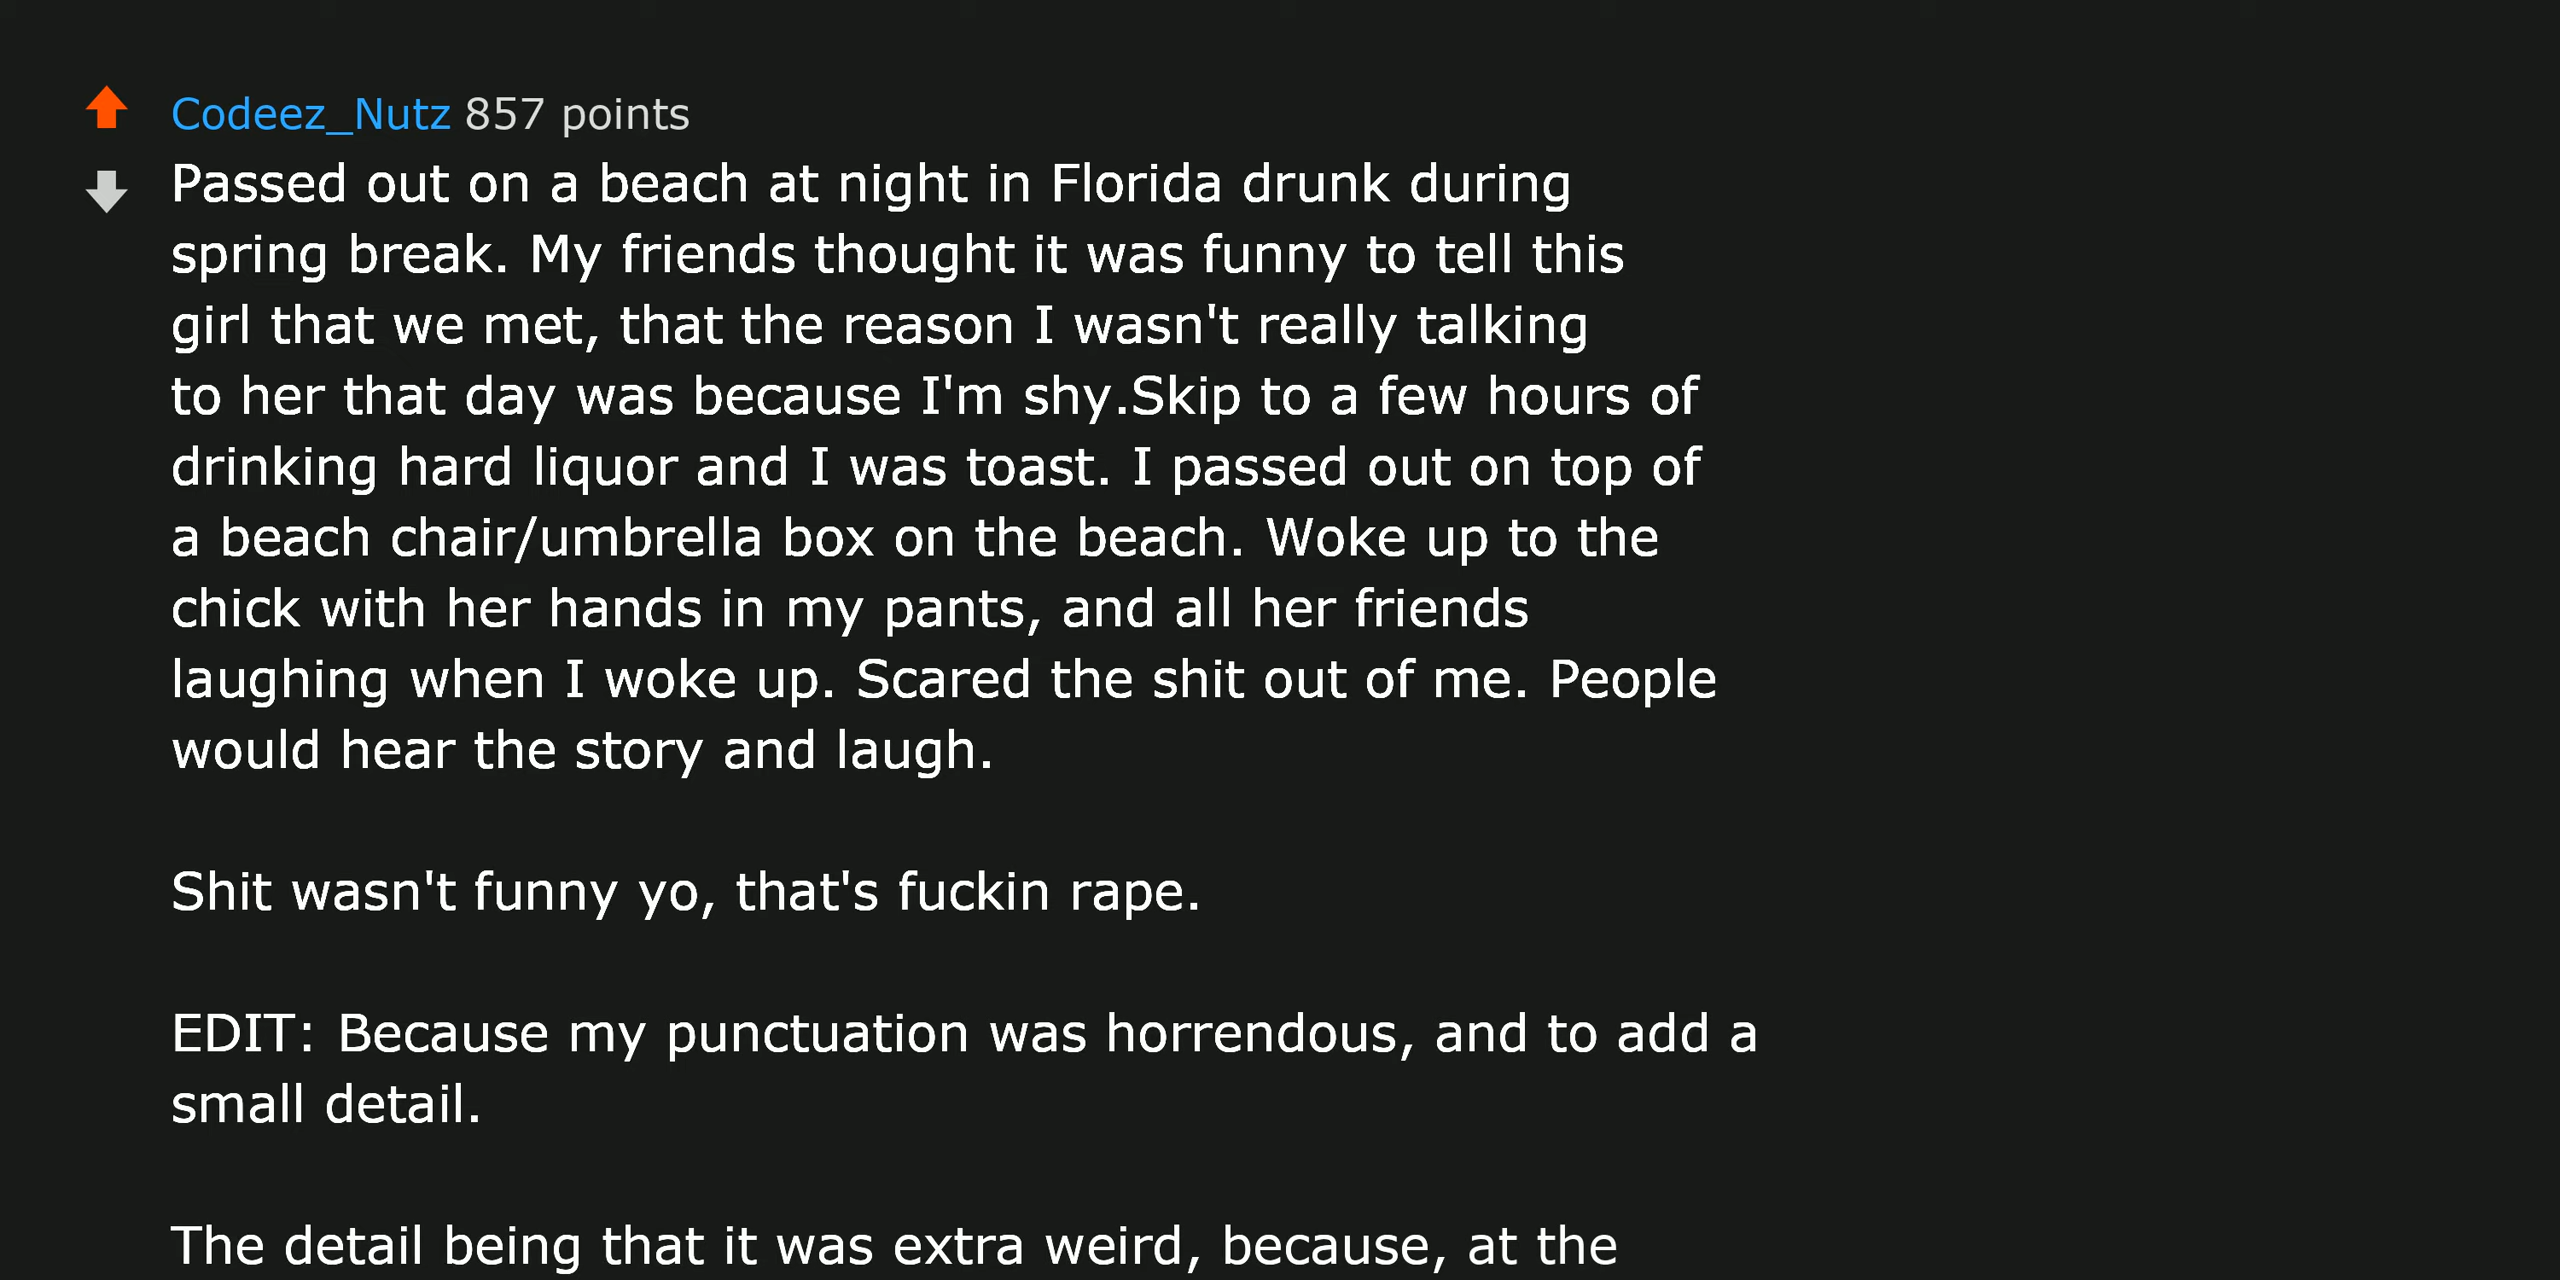 Codeez_Nutz 857 points
Passed out on a beach at night in Florida drunk during
spring break. My friends thought it was funny to tell this
girl that we met, that the reason I wasn't really talking
to her that day was because I'm shy.Skip to a few hours of
drinking hard liquor and I was toast. I passed out on top of
a beach chair/umbrella box on the beach. Woke up to the
chick with her hands in my pants, and all her friends
laughing when I woke up. Scared the shit out of me. People
would hear the story and laugh.
Shit wasn't funny yo, that's fuckin rape.
EDIT: Because my punctuation was horrendous, and to add a
small detail.
The detail being that it was extra weird, because, at the